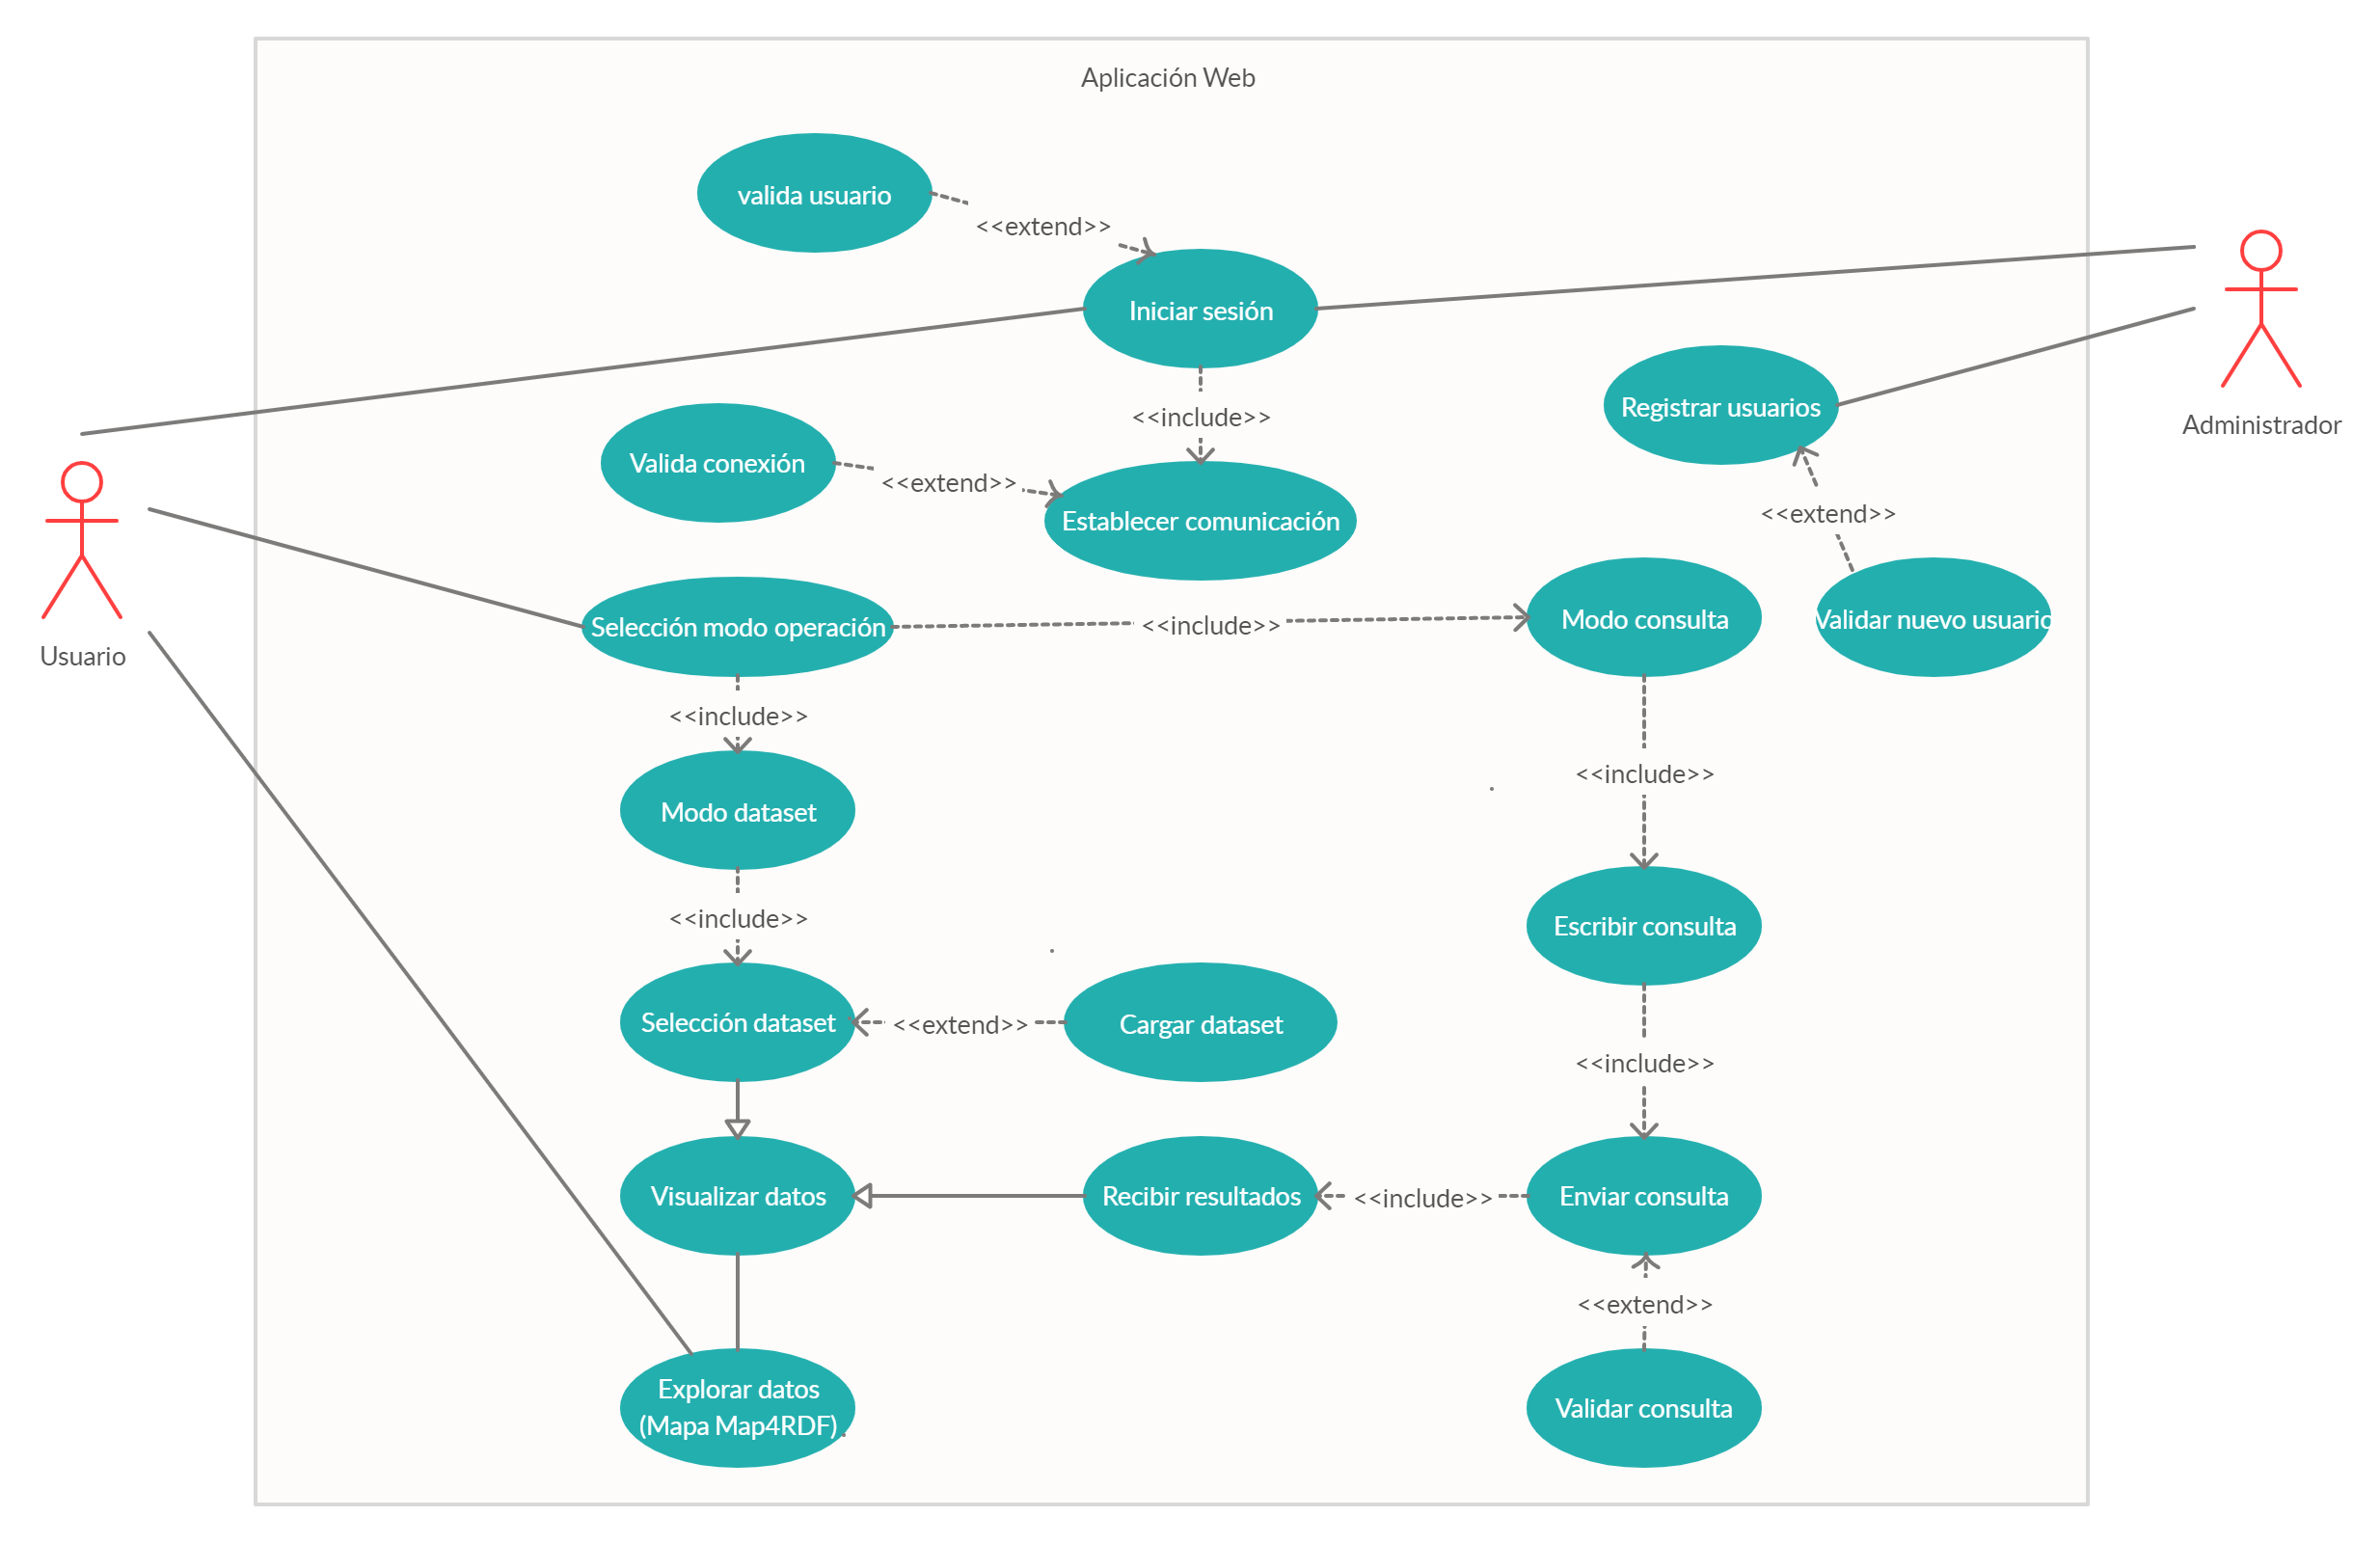 Aplicación Web
valida usuario
<<extend>>
Iniciar sesión
<<include>>
Registrar usuarios
Administrador
Valida conexión
<<extend>>
Establecer comunicación
<<extend>>
Usuario
Selección modo operación
<<include>>
Modo consulta
Validar nuevo usuario
<<include>>
<<include>>
Modo dataset
<<include>>
Escribir consulta
Selección dataset
<<extend>>
Cargar dataset
<<include>>
Visualizar datos
Recibir resultados
<<include>>
Enviar consulta
<<extend>>
Explorar datos
(Mapa Map4RDF)
Validar consulta